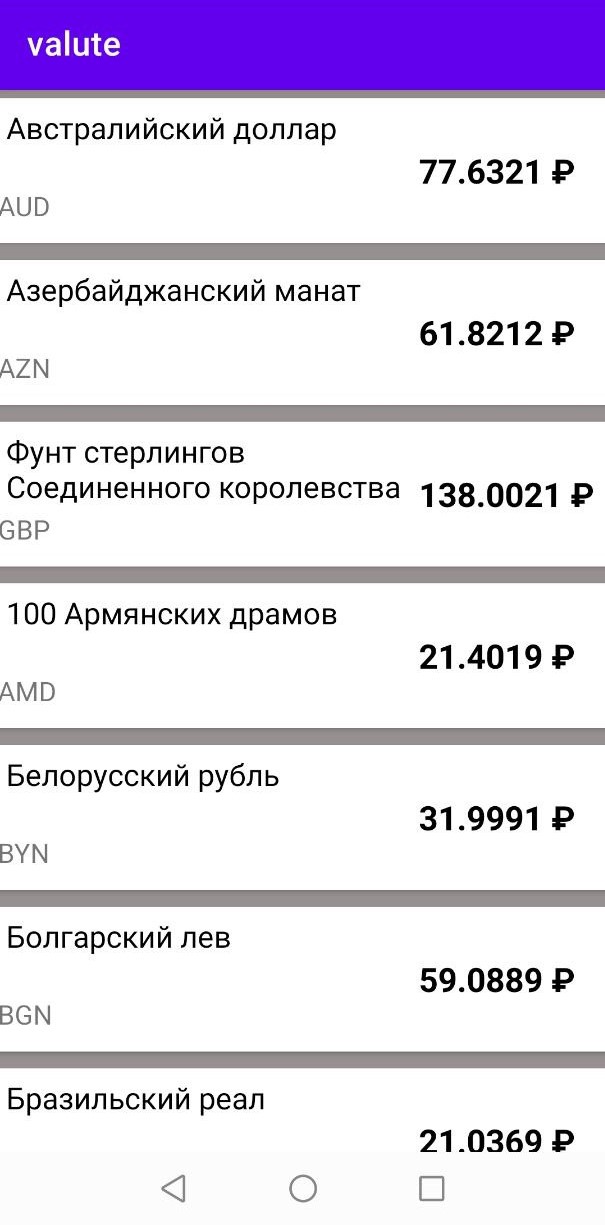 valute
Австралийский доллар
77.6321 ₽
AUD
Азербайджанский манат
61.8212 ₽
AZN
Фунт стерлингов
Соединенного королевства
138.0021 ₽
GBP
100 Армянских драмов
21.4019 ₽
AMD
Белорусский рубль
31.9991 ₽
BYN
Болгарский лев
59.0889 ₽
BGN
Бразильский реал
21.0369 ₽